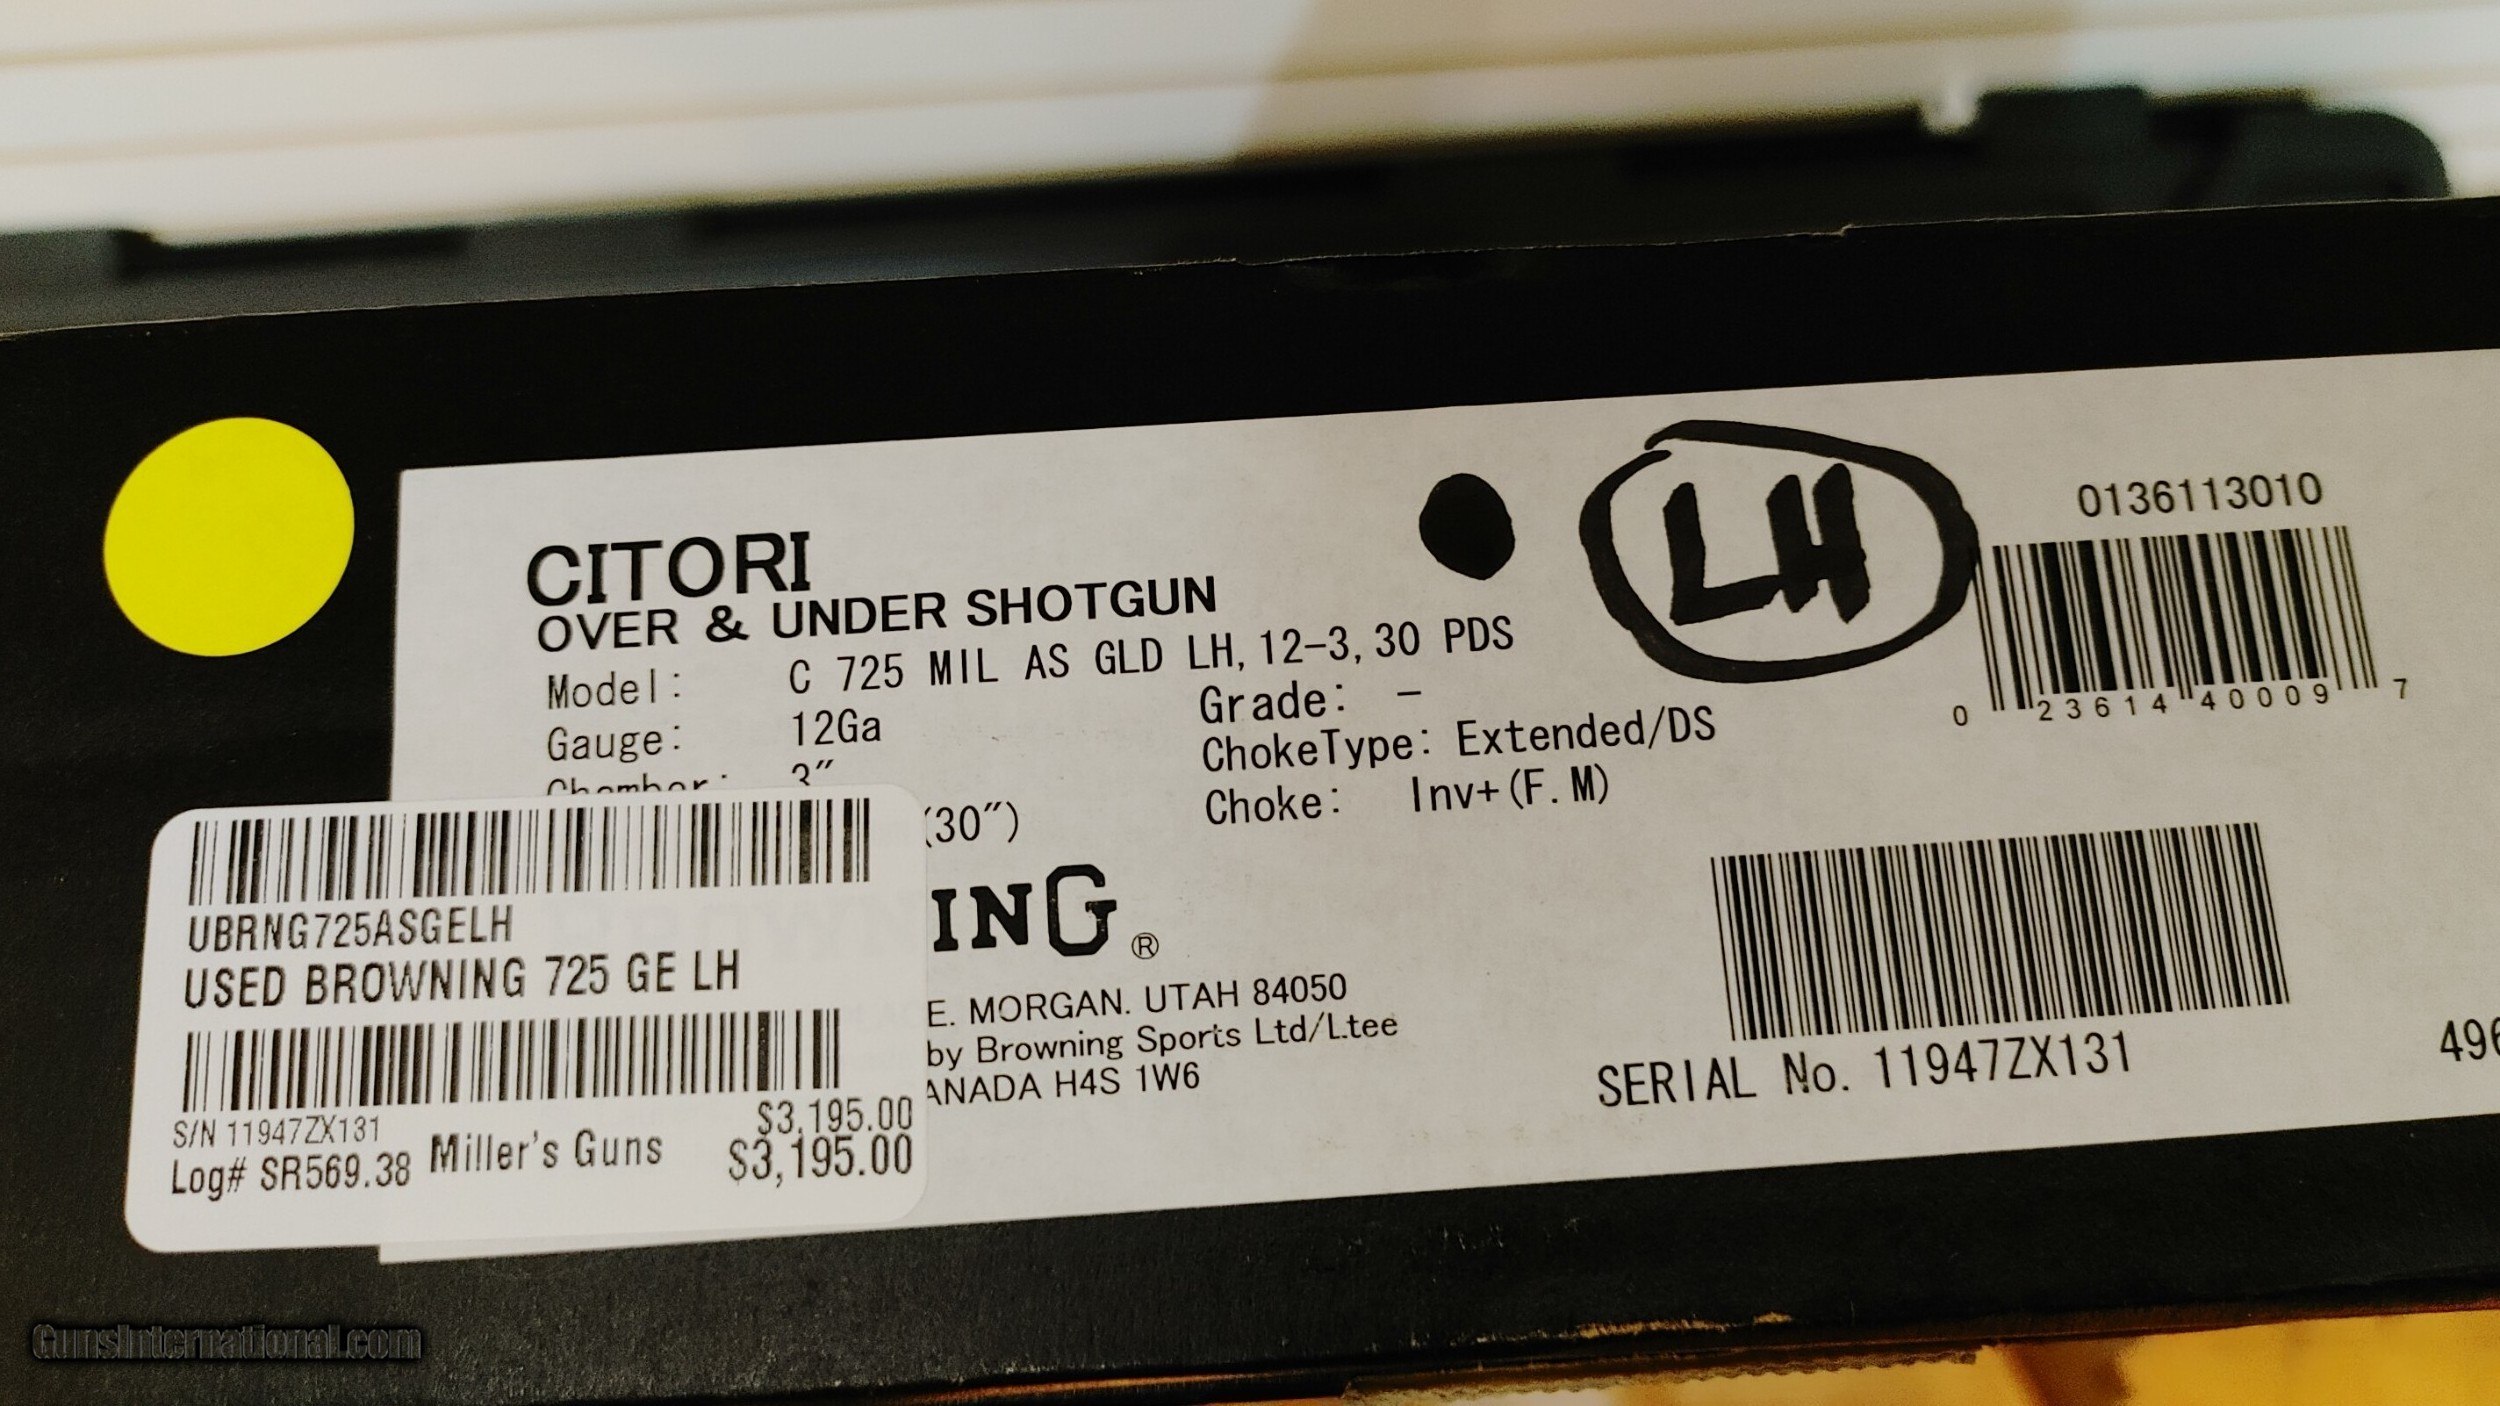 CITORI
OVER & UNDER SHOTGUN
Model: C 725 MIL AS GLD LH, 12-3, 30 PDS
Gauge: 12Ga
Chamber: 3"
(30")
Grade: -
ChokeType: Extended/DS
Choke: Inv+(F.M)
LH
0136113010
0 23614 40009 7
ING®
E. MORGAN. UTAH 84050
by Browning Sports Ltd/Ltee
ANADA H4S 1W6
SERIAL No. 11947ZX131
496
UBRNG725ASGELH
USED BROWNING 725 GE LH
S/N 11947ZX131 $3,195.00
Log# SR569.38 Miller's Guns $3,195.00
GunsInternational.com